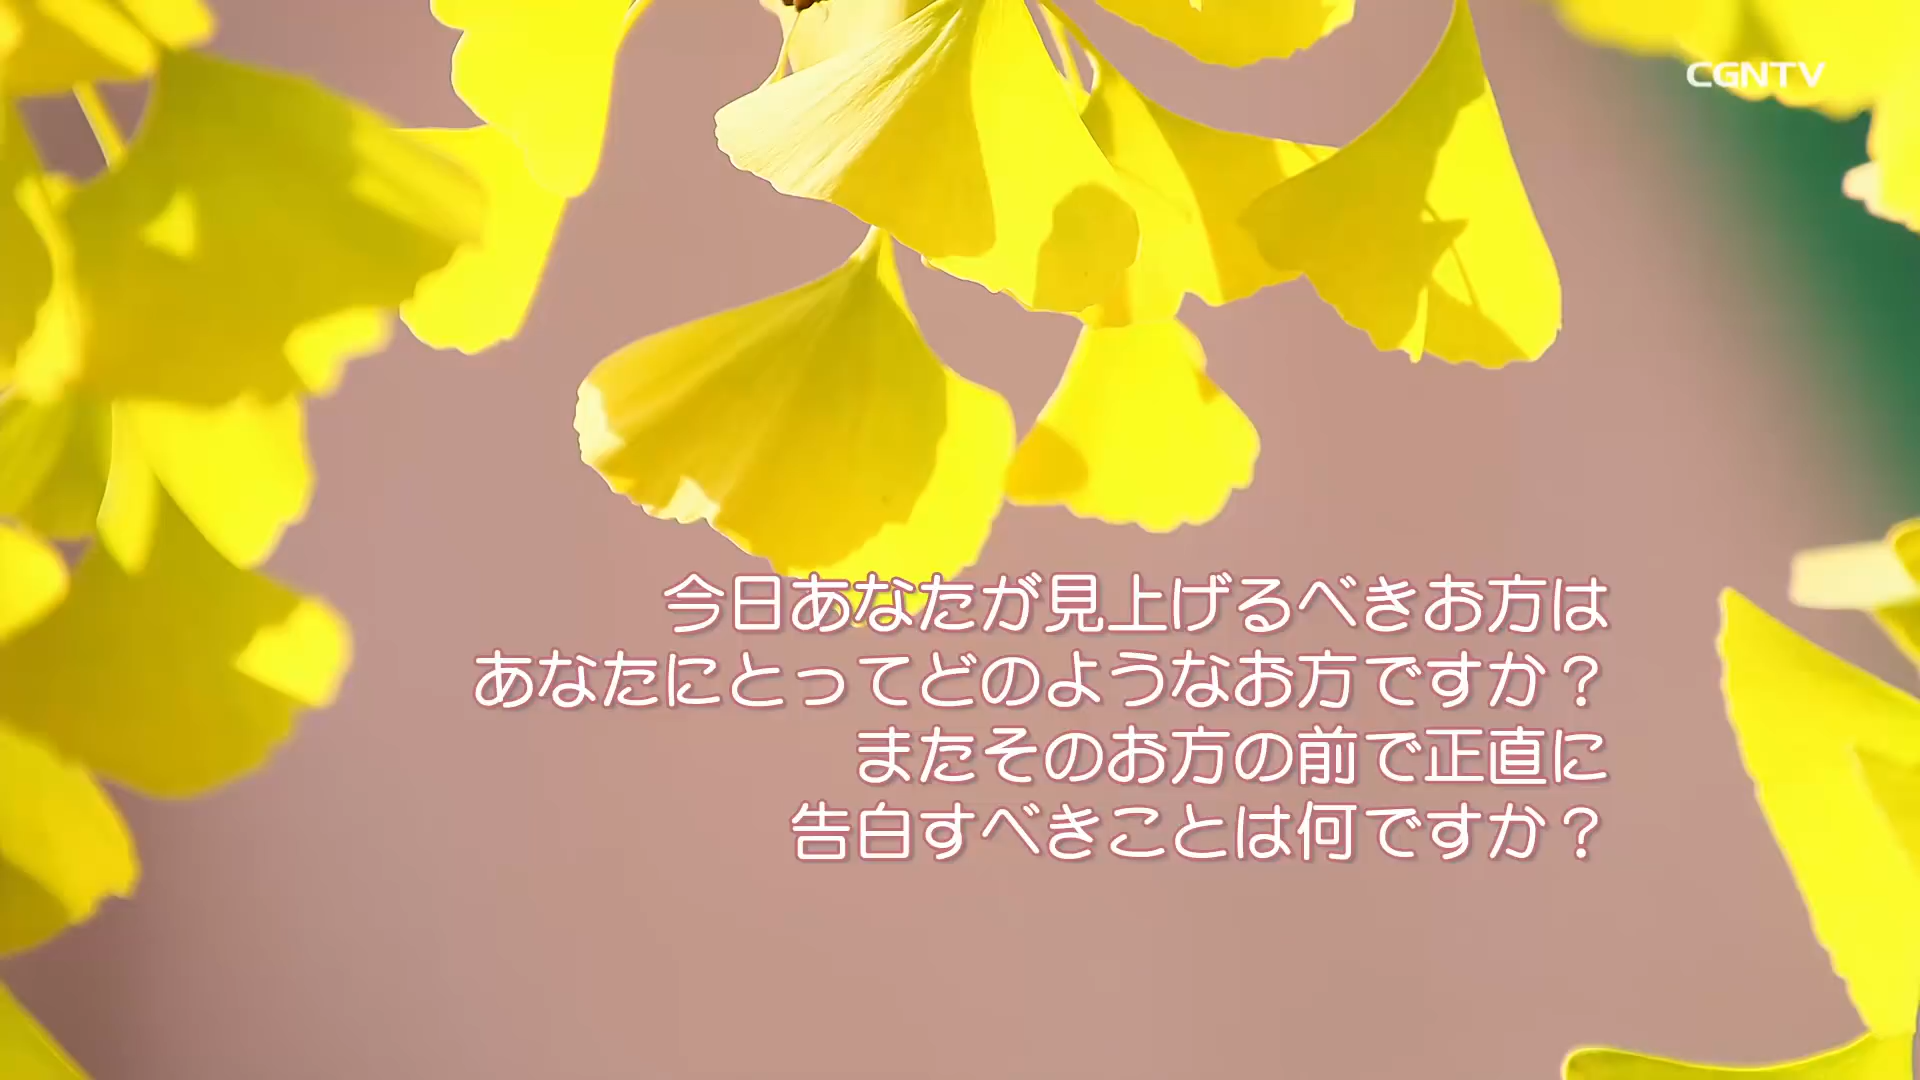 CGNTV
今日あなたが見上げるべきお方は
あなたにとってどのようなお方ですか？
またそのお方の前で正直に
告白すべきことは何ですか？